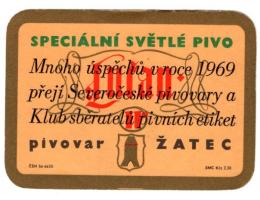 SPECIÁLNÍ SVĚTLÉ PIVO
Mnoho úspěchů v roce 1969
přejí Severočeské pivovary a
Klub sběratelů pivních etiket
pivovar ŽATEC